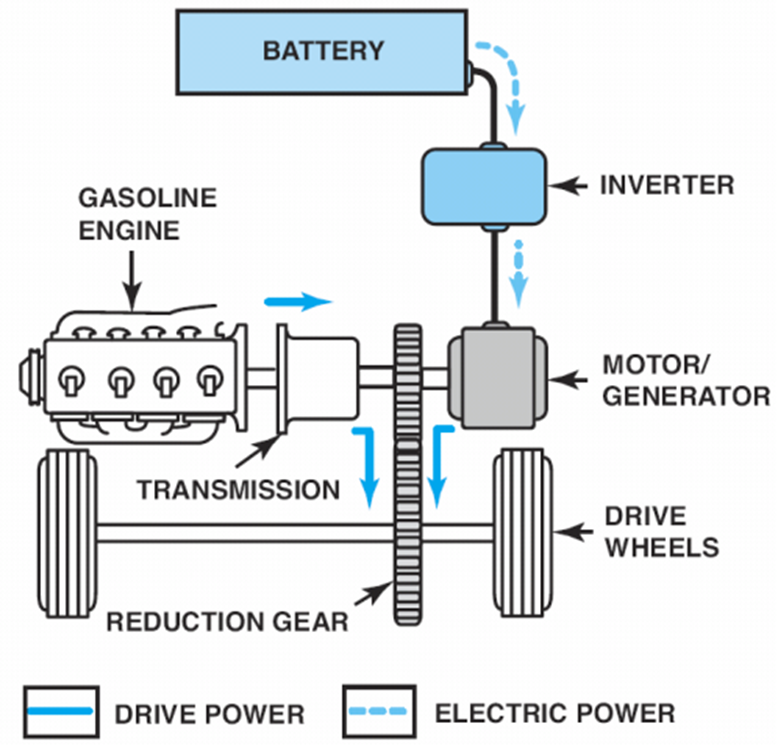 BATTERY
INVERTER
GASOLINE
ENGINE
MOTOR/
GENERATOR
TRANSMISSION
DRIVE
WHEELS
REDUCTION GEAR
DRIVE POWER
ELECTRIC POWER